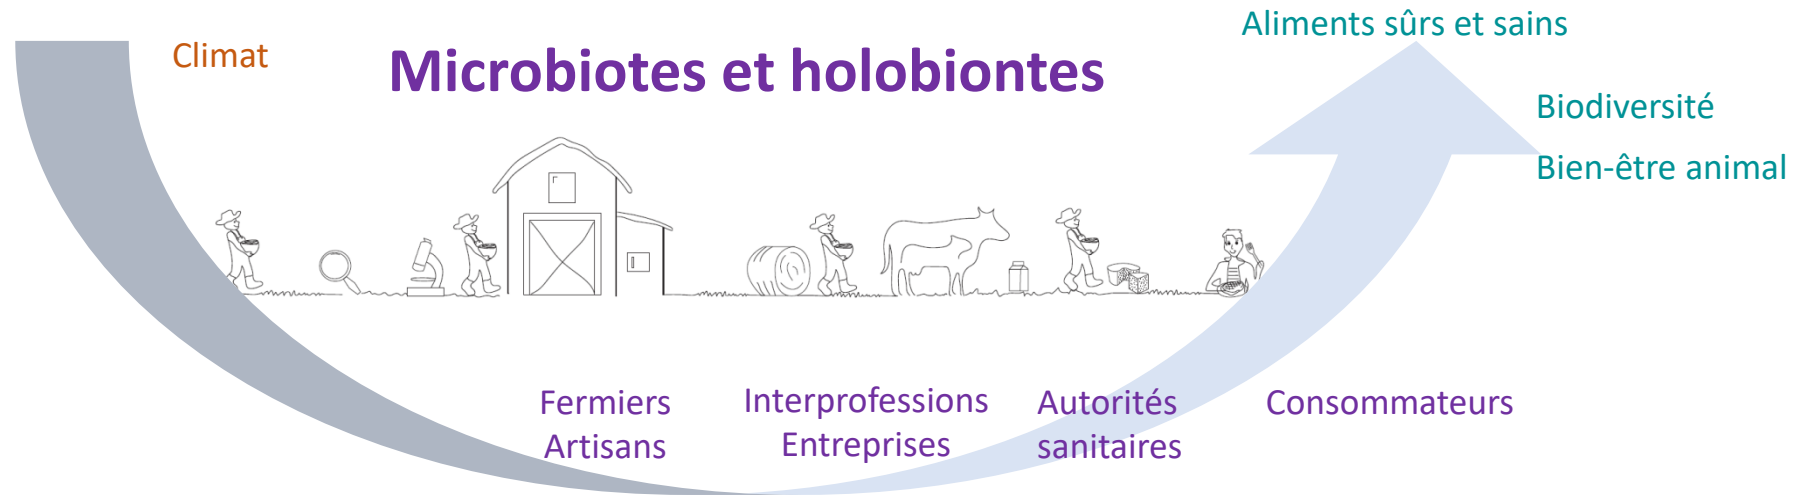 Climat
Microbiotes et holobiontes
Aliments sûrs et sains
Biodiversité
Bien-être animal
Fermiers
Artisans
Interprofessions
Entreprises
Autorités
sanitaires
Consommateurs